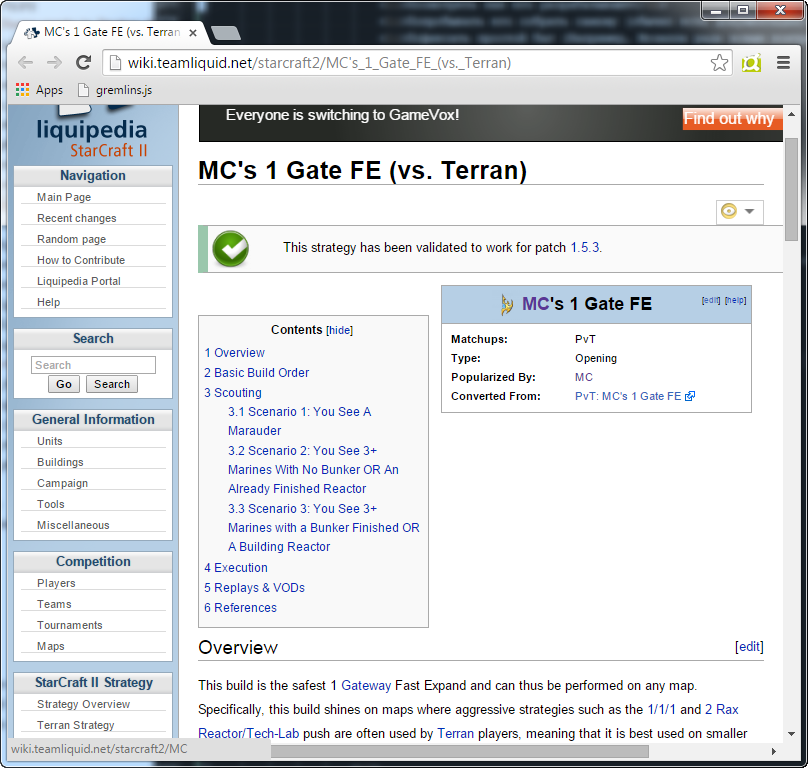 MC's 1 Gate FE (vs. Terran
wiki.teamliquid.net/starcraft2/MC's_1_Gate_FE_(vs._Terran)
Apps gremlins.js
liquipedia
StarCraft II
Navigation
Main Page
Recent changes
Random page
How to Contribute
Liquipedia Portal
Help
Search
Search
Go Search
General Information
Units
Buildings
Campaign
Tools
Miscellaneous
Competition
Players
Teams
Tournaments
Maps
StarCraft II Strategy
Strategy Overview
Terran Strategy
Everyone is switching to GameVox!
Find out why
MC's 1 Gate FE (vs. Terran)
This strategy has been validated to work for patch 1.5.3.
Contents [hide]
1 Overview
2 Basic Build Order
3 Scouting
3.1 Scenario 1: You See A
Marauder
3.2 Scenario 2: You See 3+
Marines With No Bunker OR An
Already Finished Reactor
3.3 Scenario 3: You See 3+
Marines with a Bunker Finished OR
A Building Reactor
4 Execution
5 Replays & VODs
6 References
MC's 1 Gate FE [edit] [help]
Matchups: PvT
Type: Opening
Popularized By: MC
Converted From: PvT: MC's 1 Gate FE
Overview [edit]
This build is the safest 1 Gateway Fast Expand and can thus be performed on any map.
Specifically, this build shines on maps where aggressive strategies such as the 1/1/1 and 2 Rax
Reactor/Tech-Lab push are often used by Terran players, meaning that it is best used on smaller
wiki.teamliquid.net/starcraft2/MC